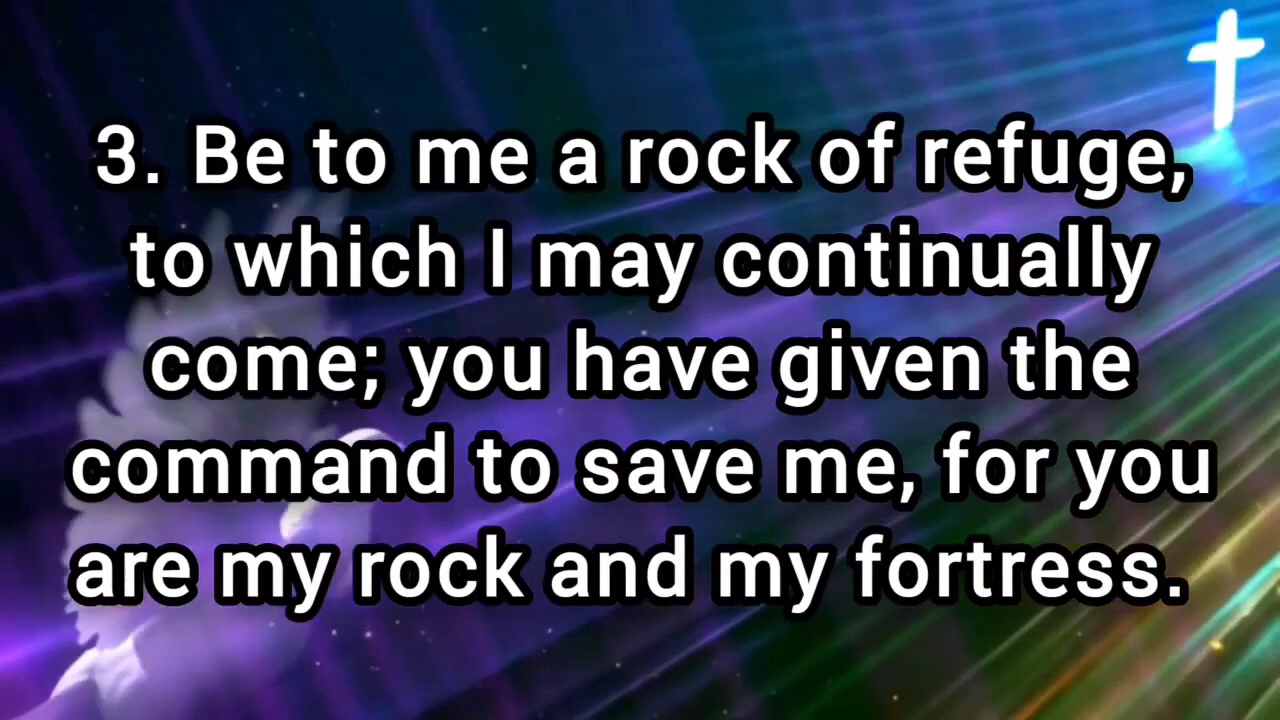 3. Be to me a rock of refuge,
to which I may continually
come; you have given the
command to save me, for you
are my rock and my fortress.